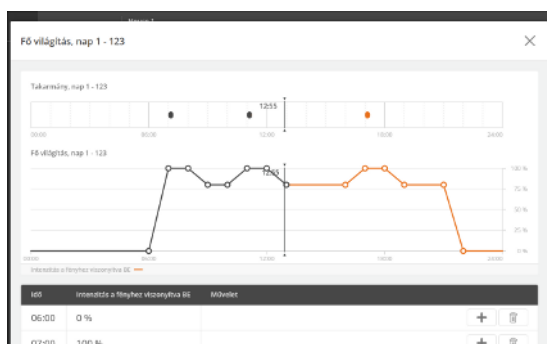 Fő világítás, nap 1 - 123
Takarmány, nap 1 - 123
12:55
00:00 06:00 12:00 18:00 24:00
Fő világítás, nap 1 - 123
12:55
100 %
75 %
50 %
25 %
0 %
00:00 06:00 12:00 18:00 24:00
Intenzitás a fényhez viszonyítva BE
Idő Intenzitás a fényhez viszonyítva BE Művelet
06:00 0 %
07:00 100 %